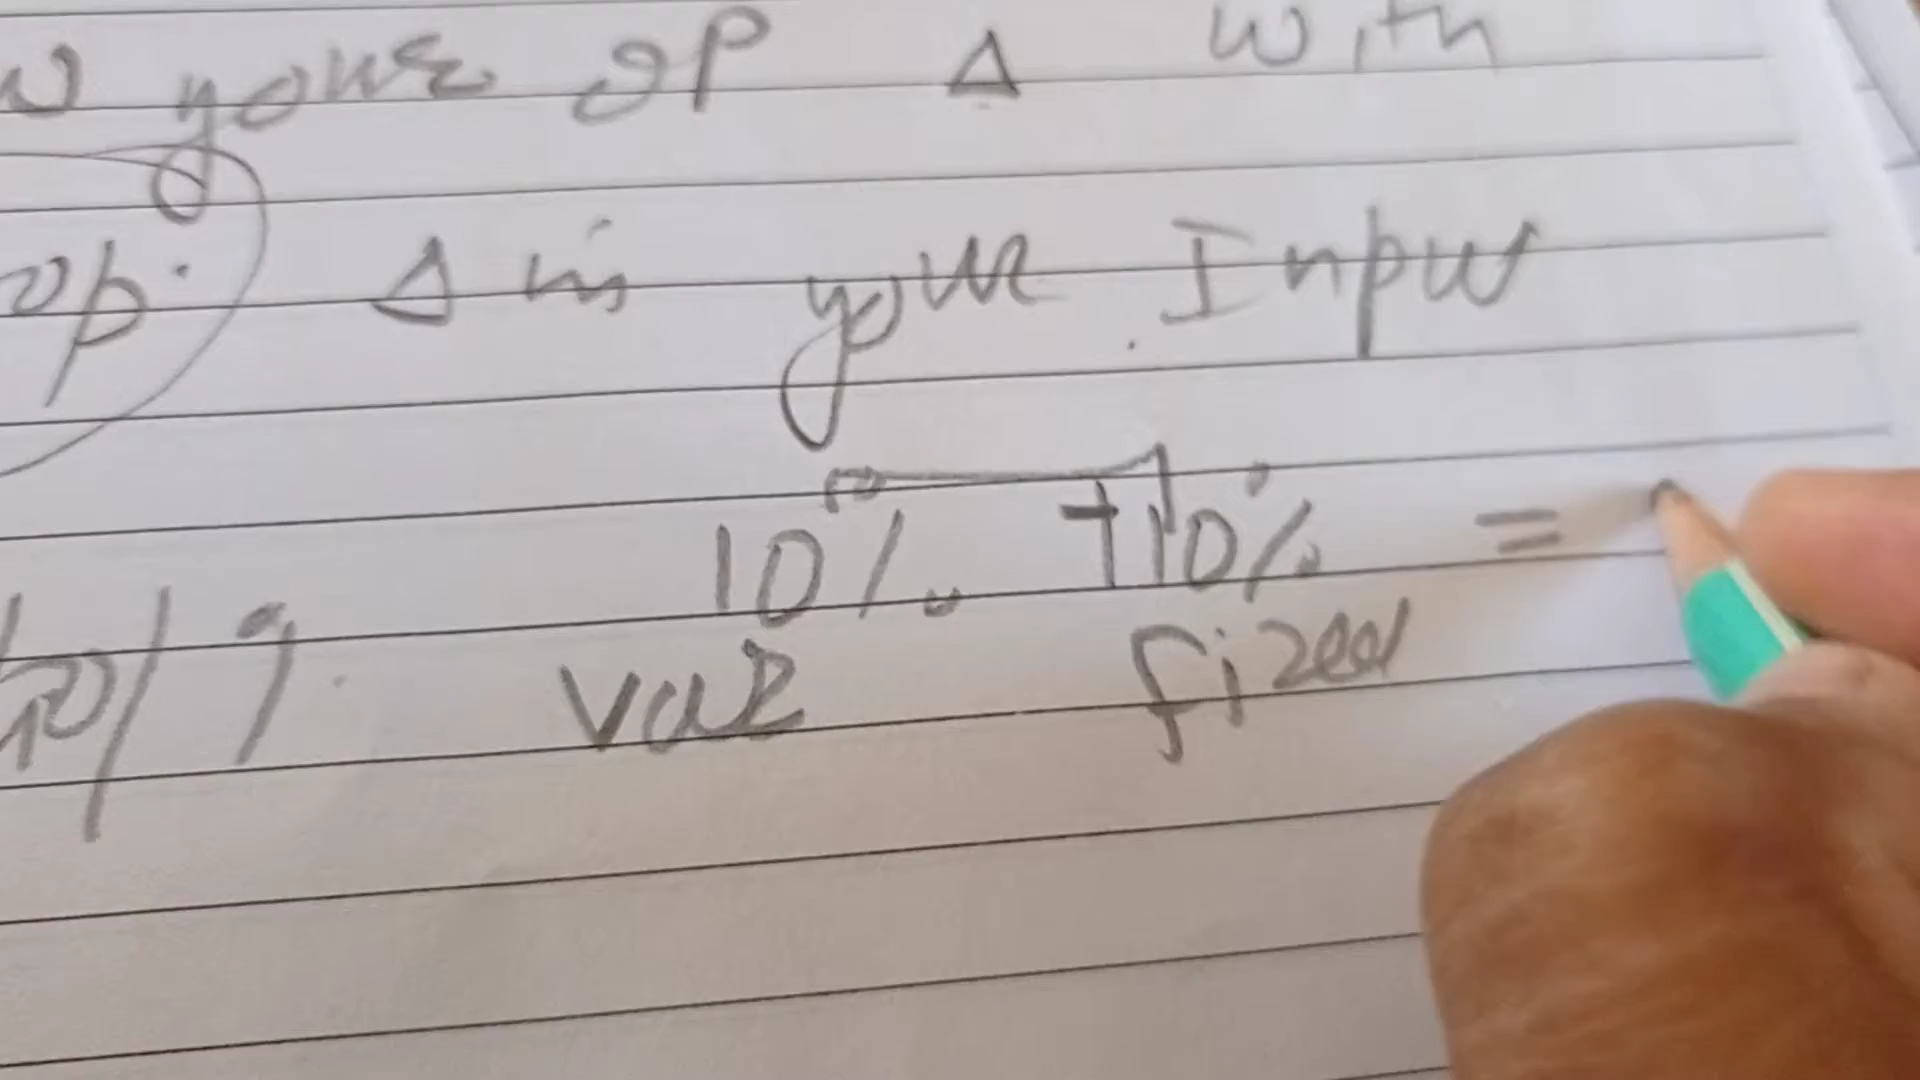 your OP Δ with
op. Δ in your Input
10% +10% =
var fixed